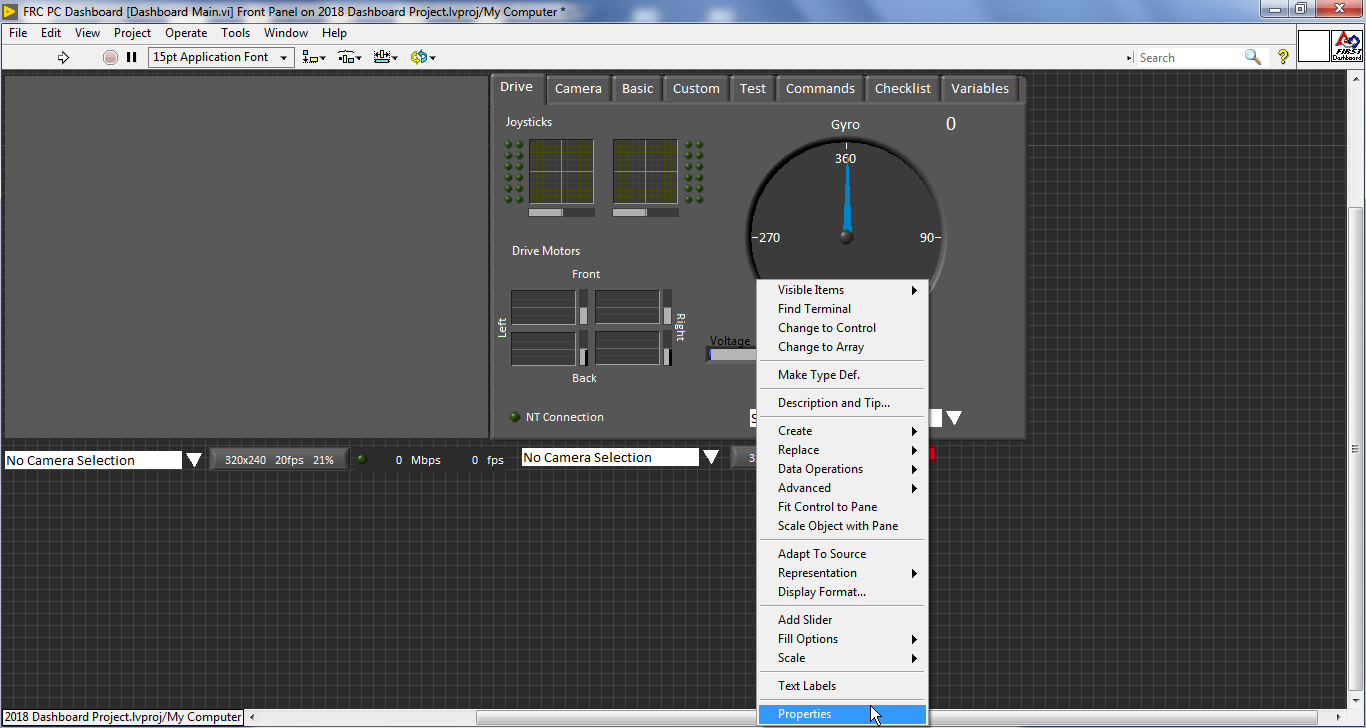 FRC PC Dashboard [Dashboard Main.vi] Front Panel on 2018 Dashboard Project.lvproj/My Computer *
File Edit View Project Operate Tools Window Help
15pt Application Font
Search
?
FIRST
Dashboard
Drive Camera Basic Custom Test Commands Checklist Variables
Joysticks
Gyro 0
360
270 90
Drive Motors
Front
Left
Right
Back
Voltage
NT Connection
S
No Camera Selection
320x240 20fps 21%
0 Mbps 0 fps
No Camera Selection
3
Visible Items
Find Terminal
Change to Control
Change to Array
Make Type Def.
Description and Tip...
Create
Replace
Data Operations
Advanced
Fit Control to Pane
Scale Object with Pane
Adapt To Source
Representation
Display Format...
Add Slider
Fill Options
Scale
Text Labels
Properties
2018 Dashboard Project.lvproj/My Computer